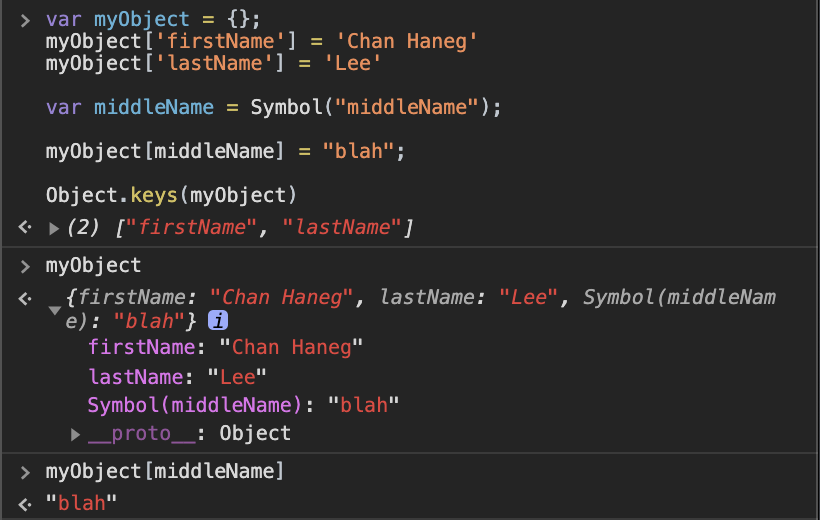 > var myObject = {};
myObject['firstName'] = 'Chan Haneg'
myObject['lastName'] = 'Lee'
var middleName = Symbol("middleName");
myObject[middleName] = "blah";
Object.keys(myObject)
(2) ["firstName", "lastName"]
> myObject
{firstName: "Chan Haneg", lastName: "Lee", Symbol(middleNam
e): "blah"} i
firstName: "Chan Haneg"
lastName: "Lee"
Symbol(middleName): "blah"
__proto__: Object
> myObject[middleName]
"blah"